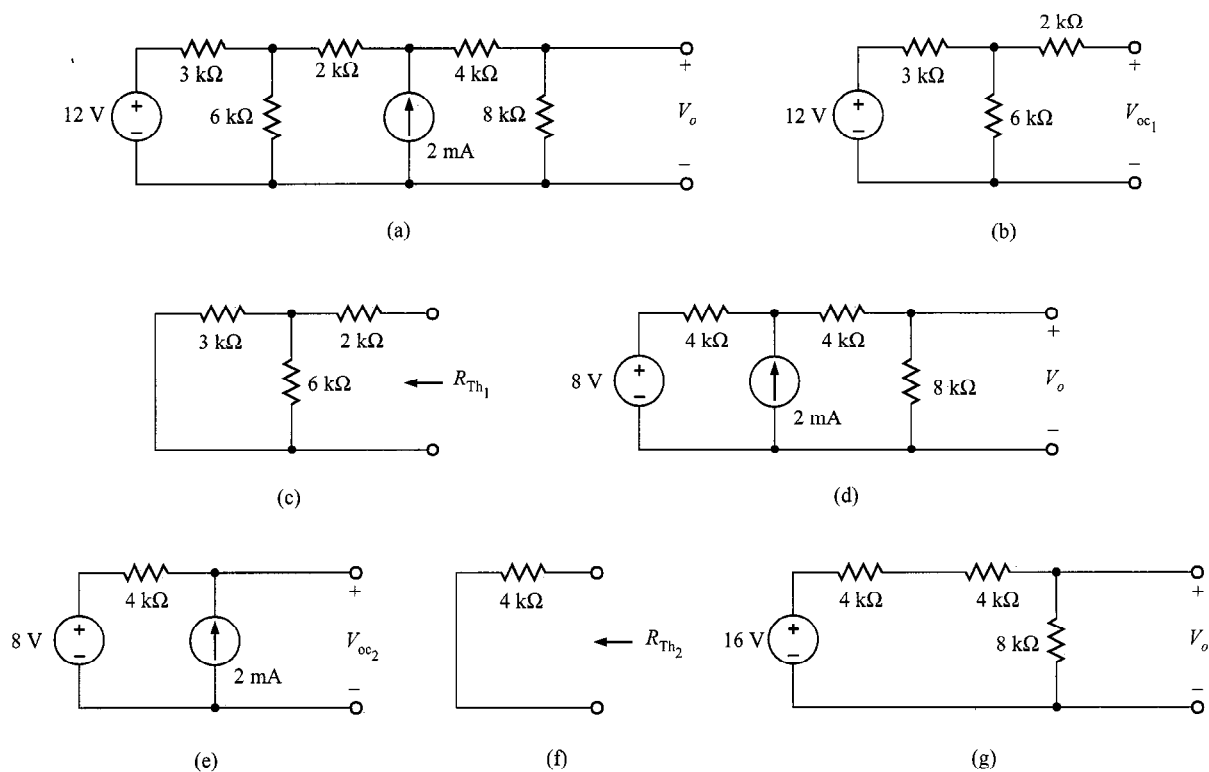 3 kΩ
2 kΩ
4 kΩ
12 V
+
−
6 kΩ
2 mA
8 kΩ
+
V_o
−
(a)
2 kΩ
3 kΩ
12 V
+
−
6 kΩ
+
V_oc1
−
(b)
3 kΩ
2 kΩ
6 kΩ
R_Th1
(c)
4 kΩ
4 kΩ
8 V
+
−
2 mA
8 kΩ
+
V_o
−
(d)
4 kΩ
8 V
+
−
2 mA
+
V_oc2
−
(e)
4 kΩ
R_Th2
(f)
4 kΩ
4 kΩ
16 V
+
−
8 kΩ
+
V_o
−
(g)